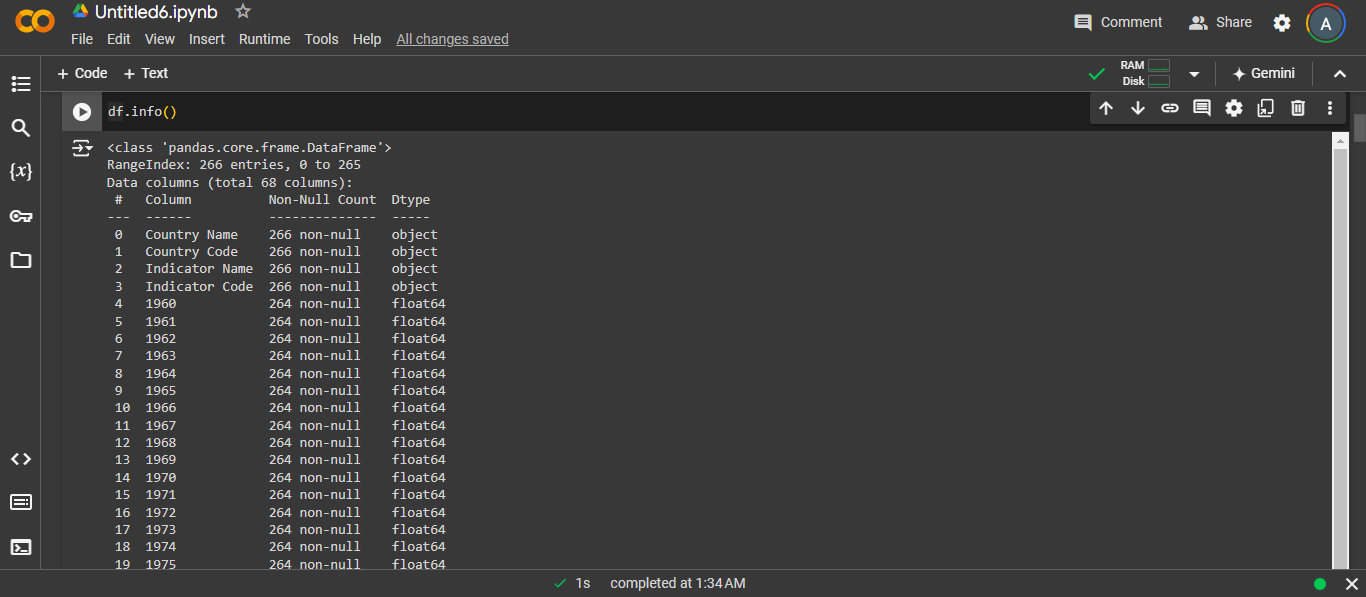 Untitled6.ipynb
Comment
Share
A
File Edit View Insert Runtime Tools Help All changes saved
+ Code + Text
RAM
Disk
Gemini
df.info()
{x}
<class 'pandas.core.frame.DataFrame'>
RangeIndex: 266 entries, 0 to 265
Data columns (total 68 columns):
# Column Non-Null Count Dtype
--- ------ -------------- -----
0 Country Name 266 non-null object
1 Country Code 266 non-null object
2 Indicator Name 266 non-null object
3 Indicator Code 266 non-null object
4 1960 264 non-null float64
5 1961 264 non-null float64
6 1962 264 non-null float64
7 1963 264 non-null float64
8 1964 264 non-null float64
9 1965 264 non-null float64
10 1966 264 non-null float64
11 1967 264 non-null float64
12 1968 264 non-null float64
13 1969 264 non-null float64
14 1970 264 non-null float64
15 1971 264 non-null float64
16 1972 264 non-null float64
17 1973 264 non-null float64
18 1974 264 non-null float64
19 1975 264 non-null float64
1s completed at 1:34 AM